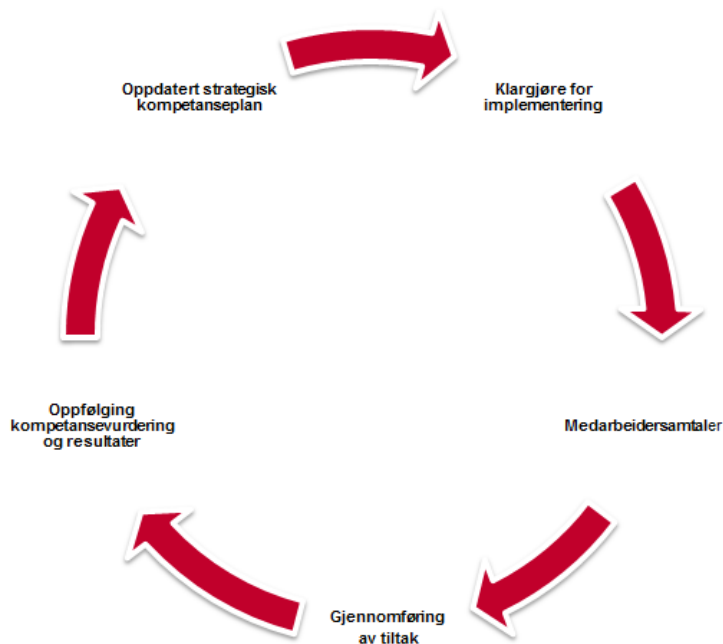 Oppdatert strategisk
kompetanseplan
Klargjøre for
implementering
Medarbeidersamtaler
Gjennomføring
av tiltak
Oppfølging
kompetansevurdering
og resultater